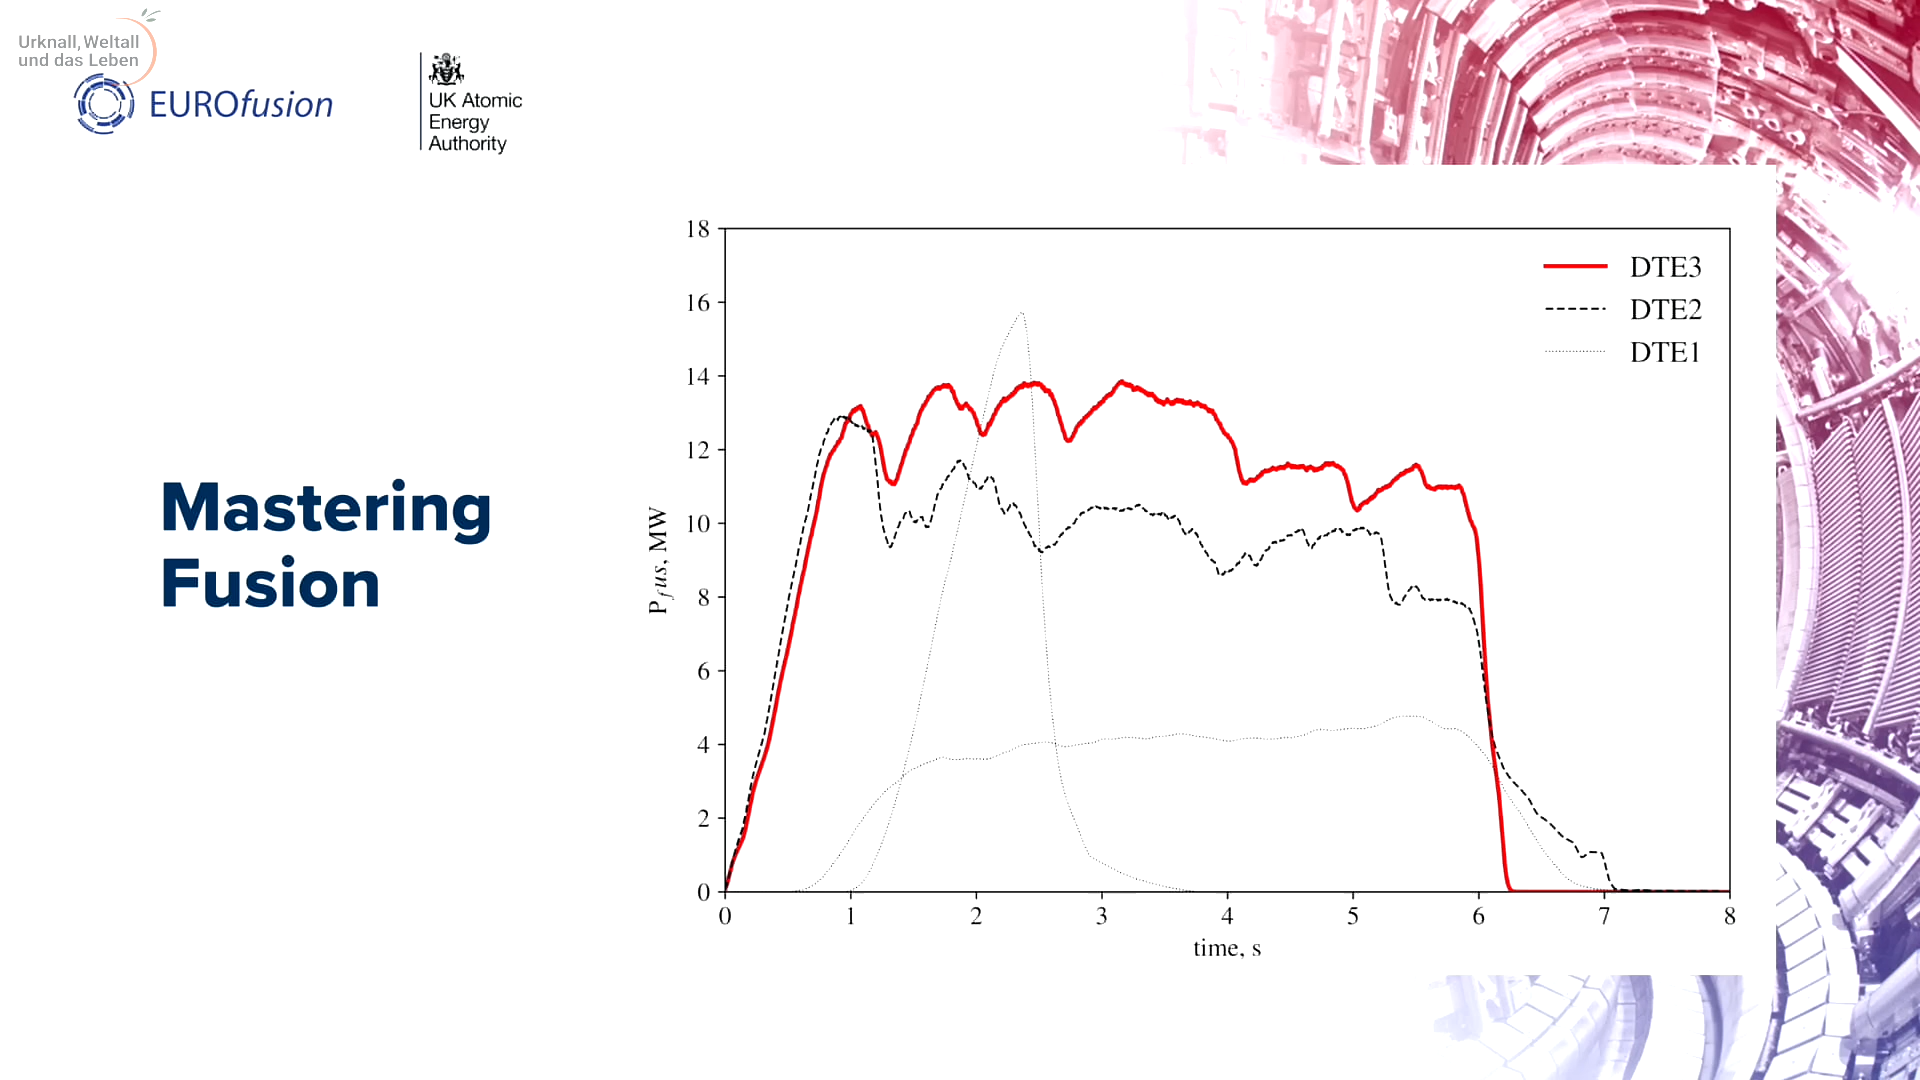 Urknall, Weltall
und das Leben
EUROfusion
UK Atomic
Energy
Authority
Mastering
Fusion
18
16
14
12
10
8
6
4
2
0
P_fus, MW
0 1 2 3 4 5 6 7 8
time, s
DTE3
DTE2
DTE1